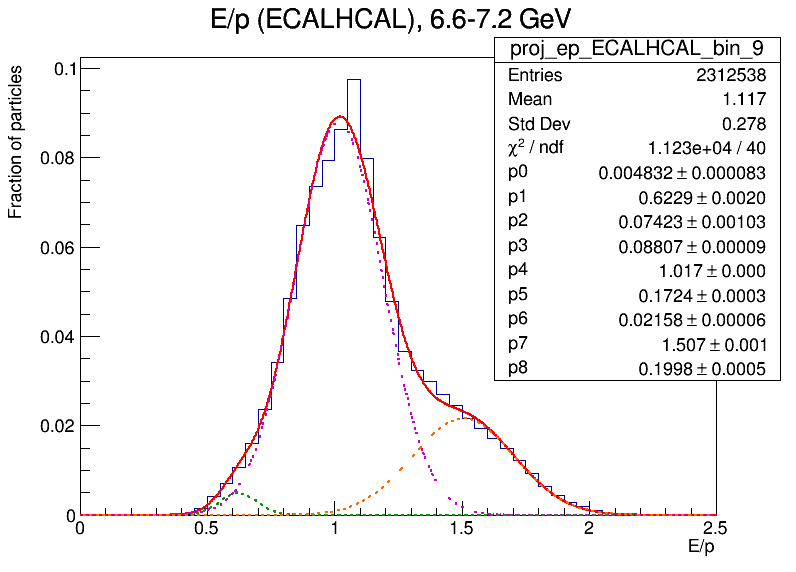 E/p (ECALHCAL), 6.6-7.2 GeV
proj_ep_ECALHCAL_bin_9
Entries 2312538
Mean 1.117
Std Dev 0.278
χ² / ndf 1.123e+04 / 40
p0 0.004832 ± 0.000083
p1 0.6229 ± 0.0020
p2 0.07423 ± 0.00103
p3 0.08807 ± 0.00009
p4 1.017 ± 0.000
p5 0.1724 ± 0.0003
p6 0.02158 ± 0.00006
p7 1.507 ± 0.001
p8 0.1998 ± 0.0005
Fraction of particles
0.1
0.08
0.06
0.04
0.02
0
0 0.5 1 1.5 2 2.5
E/p